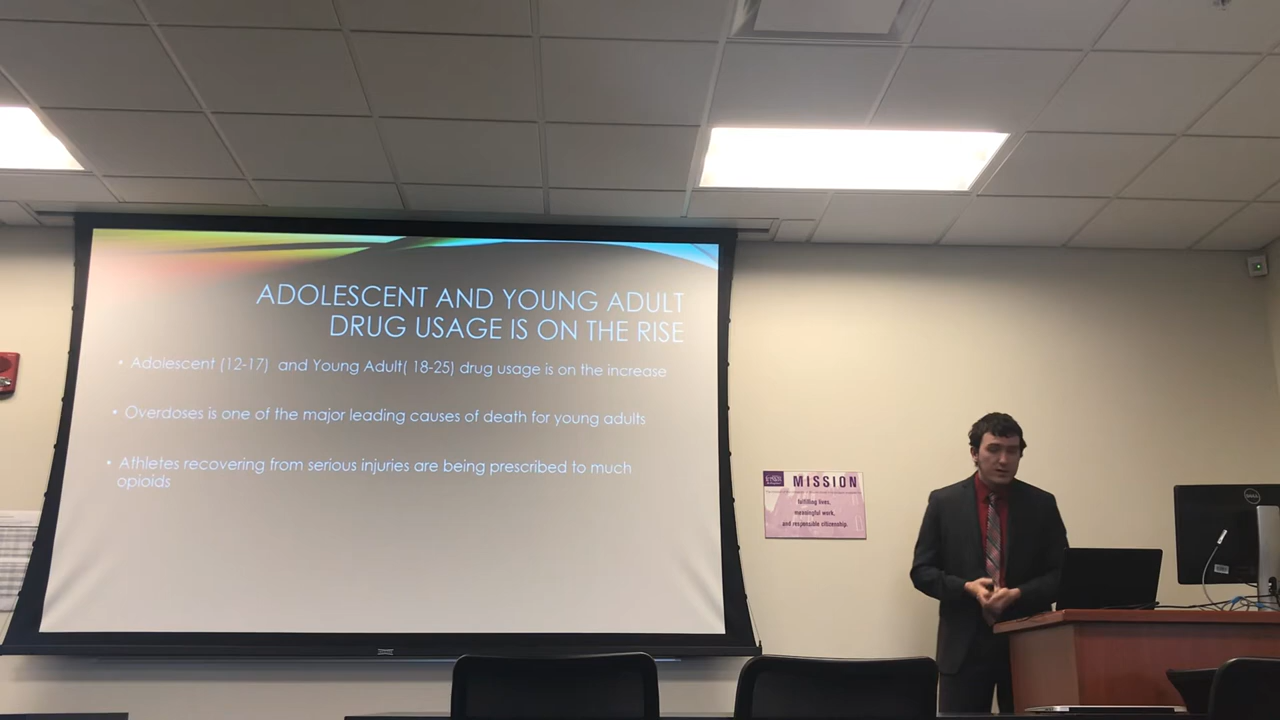 ADOLESCENT AND YOUNG ADULT
DRUG USAGE IS ON THE RISE
• Adolescent (12-17) and Young Adult( 18-25) drug usage is on the increase
• Overdoses is one of the major leading causes of death for young adults
• Athletes recovering from serious injuries are being prescribed to much
opioids
MISSION
fulfilling lives,
meaningful work,
and responsible citizenship.
DELL